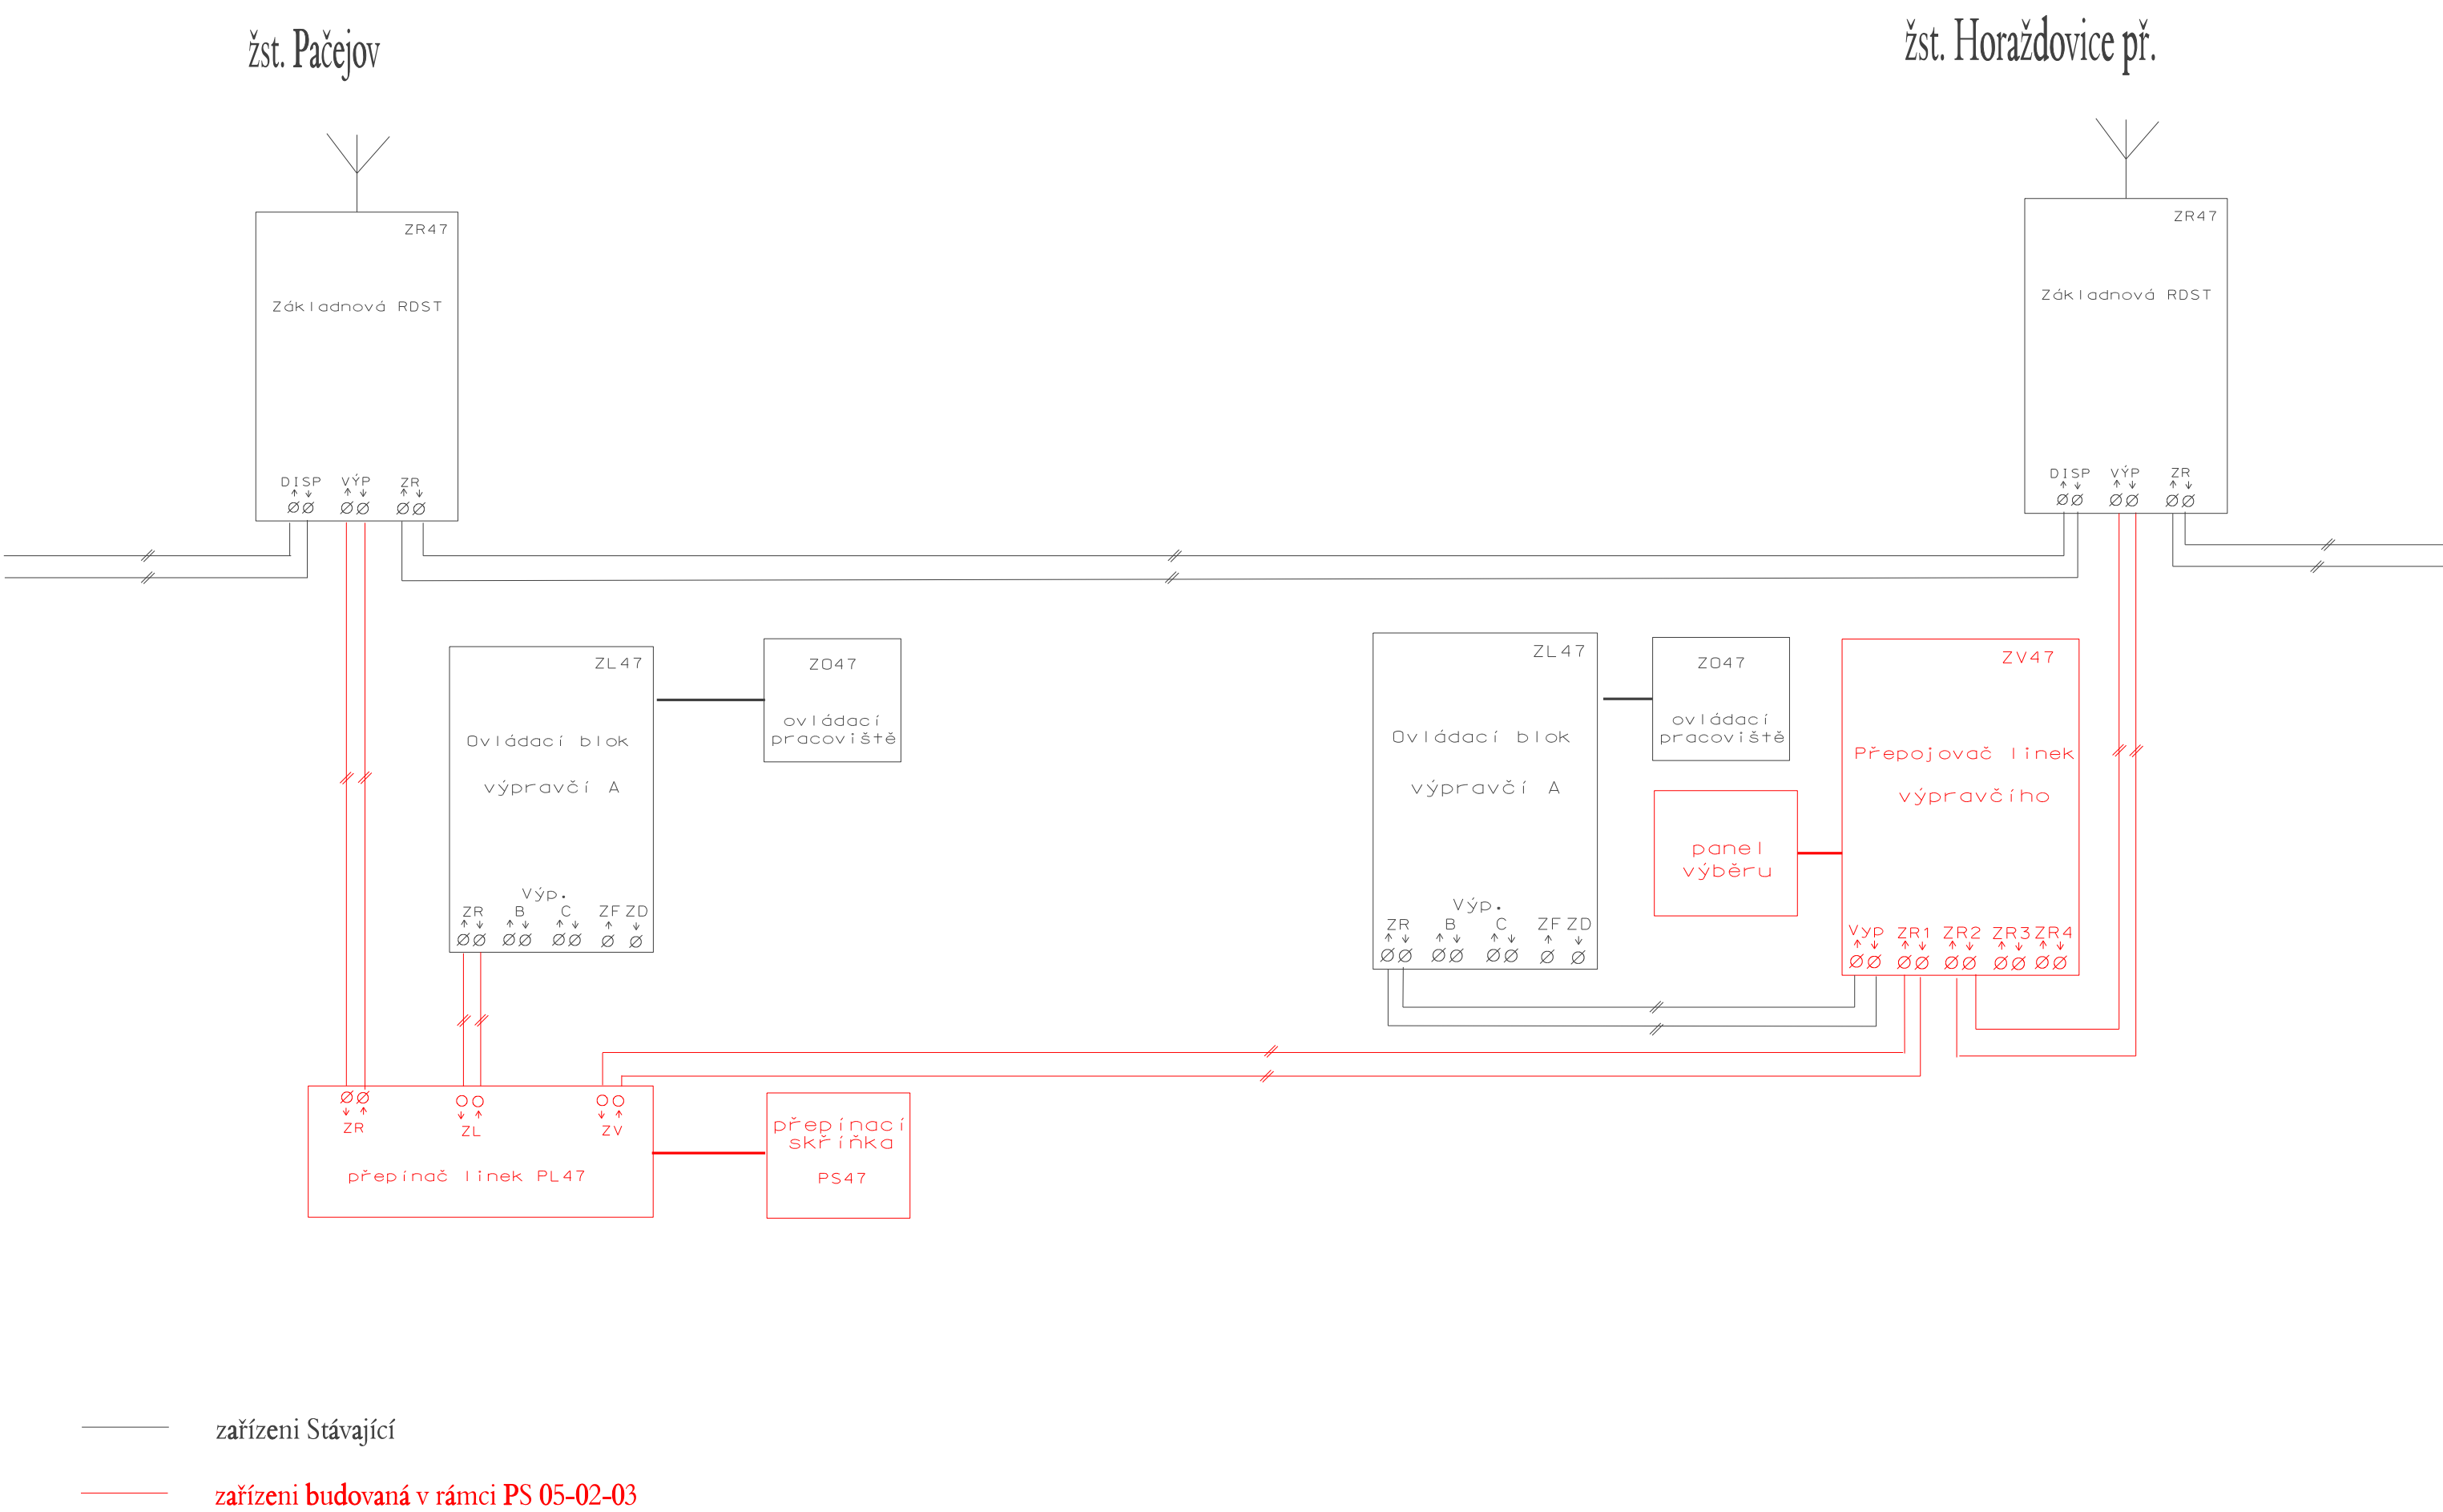 žst. Pačejov
žst. Horažďovice př.
ZR47
Základnová RDST
DISP VÝP ZR
ZR47
Základnová RDST
DISP VÝP ZR
ZL47
Ovládací blok
výpravčí A
Výp.
ZR B C ZF ZD
ZO47
ovládací
pracoviště
ZL47
Ovládací blok
výpravčí A
Výp.
ZR B C ZF ZD
ZO47
ovládací
pracoviště
panel
výběru
ZV47
Přepojovač linek
výpravčího
Výp ZR1 ZR2 ZR3 ZR4
ZR ZL ZV
přepínač linek PL47
přepínací
skříňka
PS47
zařízeni Stávající
zařízeni budovaná v rámci PS 05-02-03